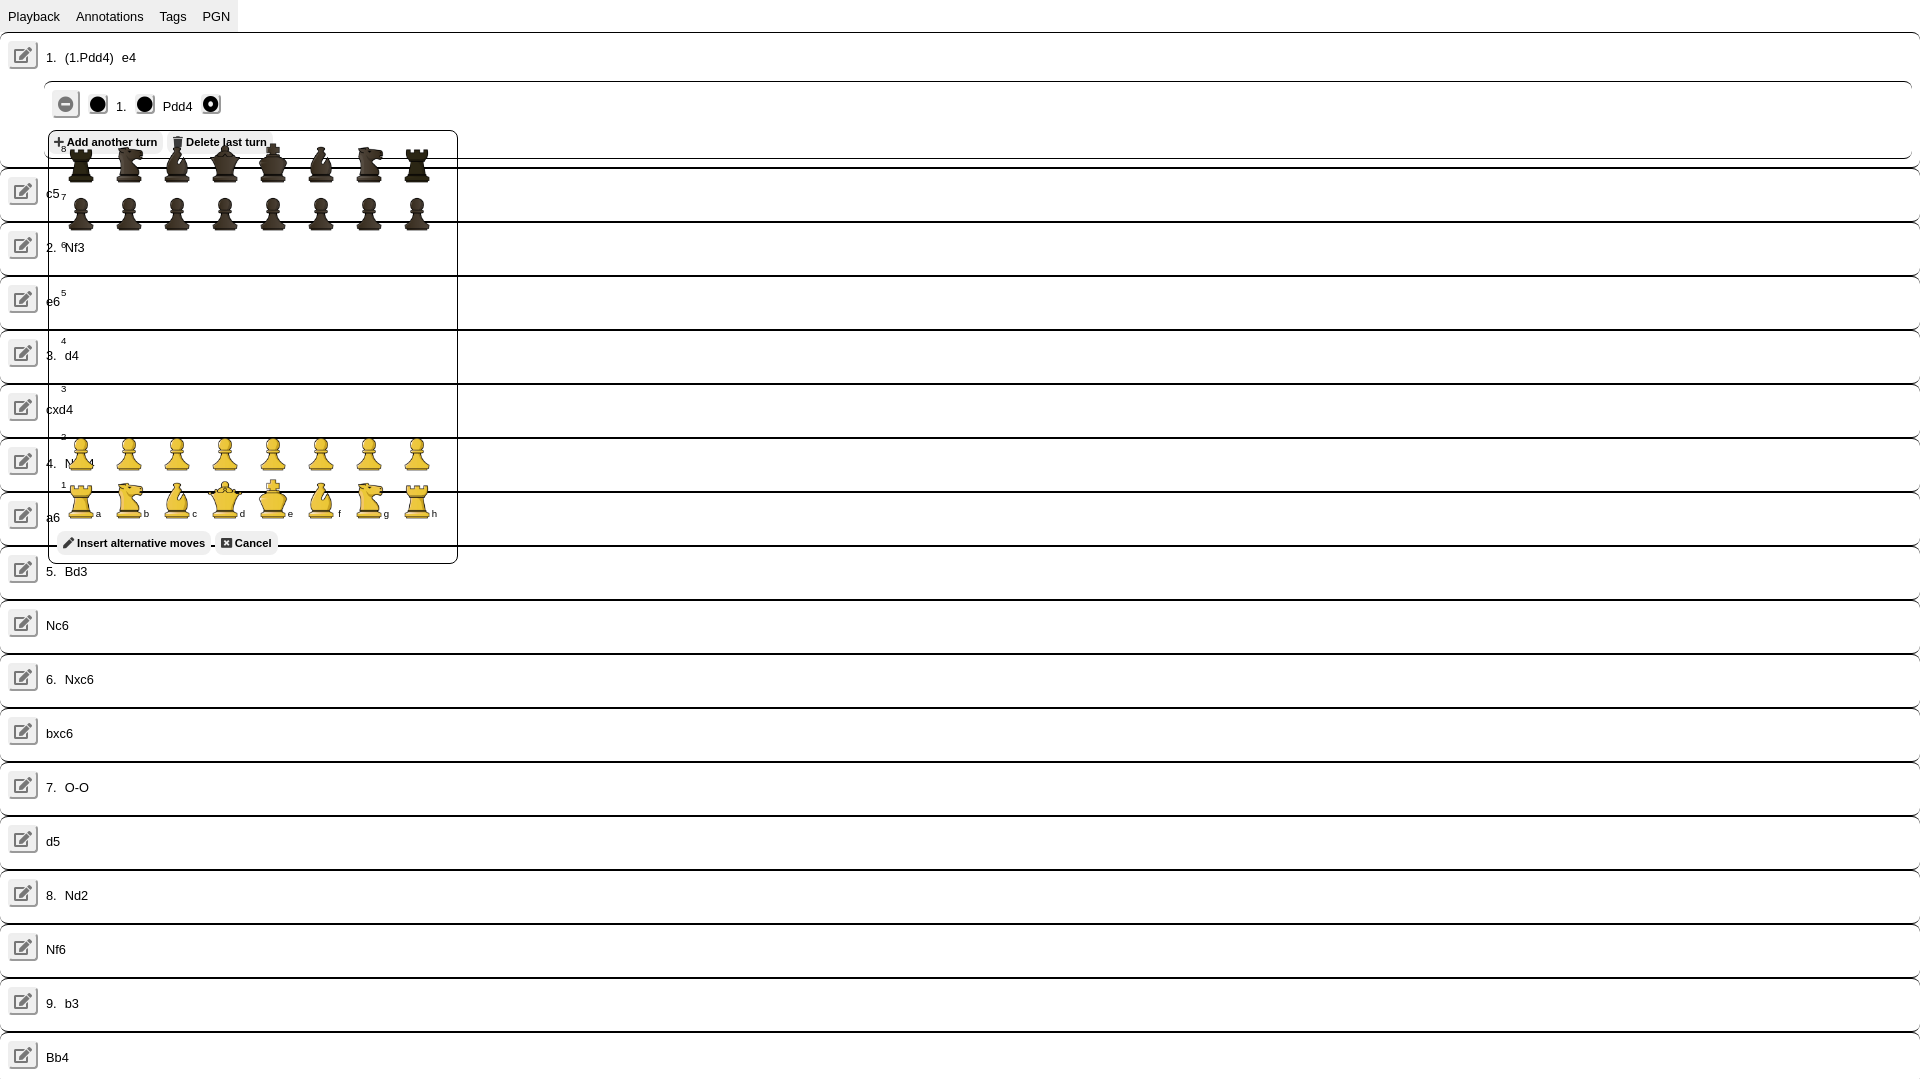 Playback Annotations Tags PGN
1. (1.Pdd4) e4
1. Pdd4
Add another turn Delete last turn
8
c5
7
2. Nf3
6
e6
5
4
3. d4
3
cxd4
2
4.
1
a6
a b c d e f g h
Insert alternative moves Cancel
5. Bd3
Nc6
6. Nxc6
bxc6
7. O-O
d5
8. Nd2
Nf6
9. b3
Bb4